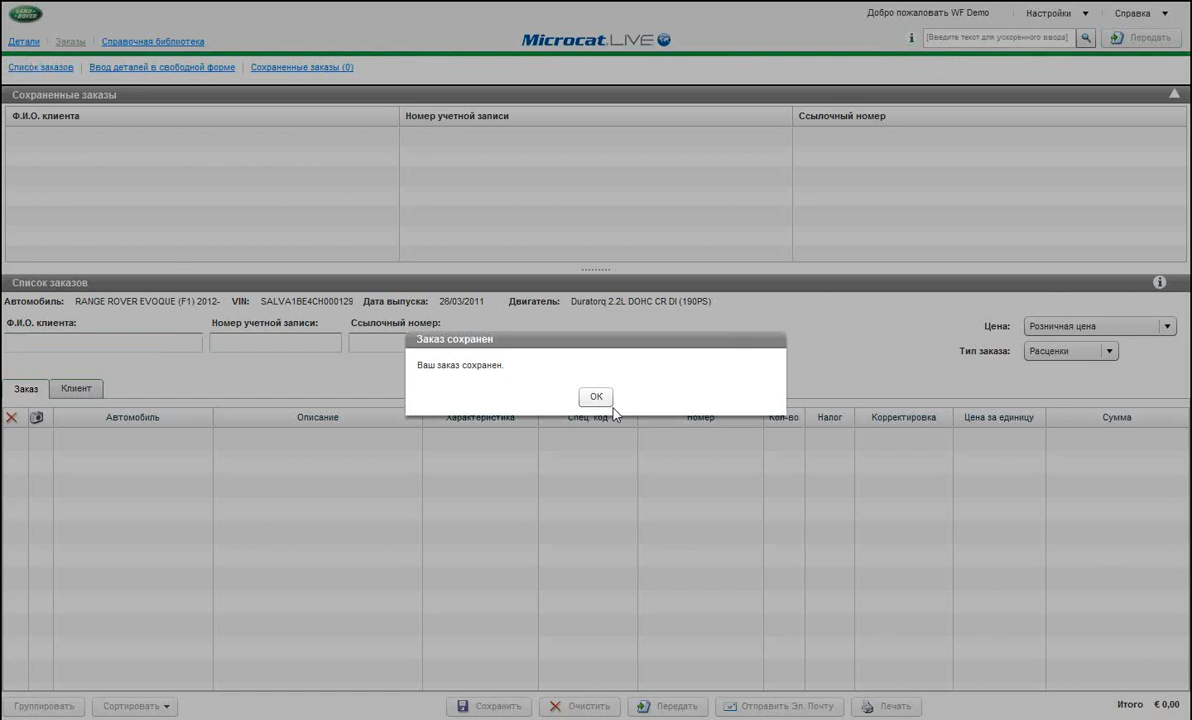 LAND ROVER
Добро пожаловать WF Demo Настройки Справка
Детали Заказы Справочная библиотека Microcat LIVE [Введите текст для ускоренного ввода] Передать
Список заказов Ввод деталей в свободной форме Сохраненные заказы (0)
Сохраненные заказы
Ф.И.О. клиента Номер учетной записи Ссылочный номер
Список заказов
Автомобиль: RANGE ROVER EVOQUE (F1) 2012- VIN: SALVA1BE4CH000129 Дата выпуска: 26/03/2011 Двигатель: Duratorq 2.2L DOHC CR DI (190PS)
Ф.И.О. клиента: Номер учетной записи: Ссылочный номер: Цена: Розничная цена
Тип заказа: Расценки
Заказ сохранен
Ваш заказ сохранен.
OK
Заказ Клиент
Автомобиль Описание Характеристика Спец. код Номер Кол-во Налог Корректировка Цена за единицу Сумма
Группировать Сортировать Сохранить Очистить Передать Отправить Эл. Почту Печать Итого € 0,00